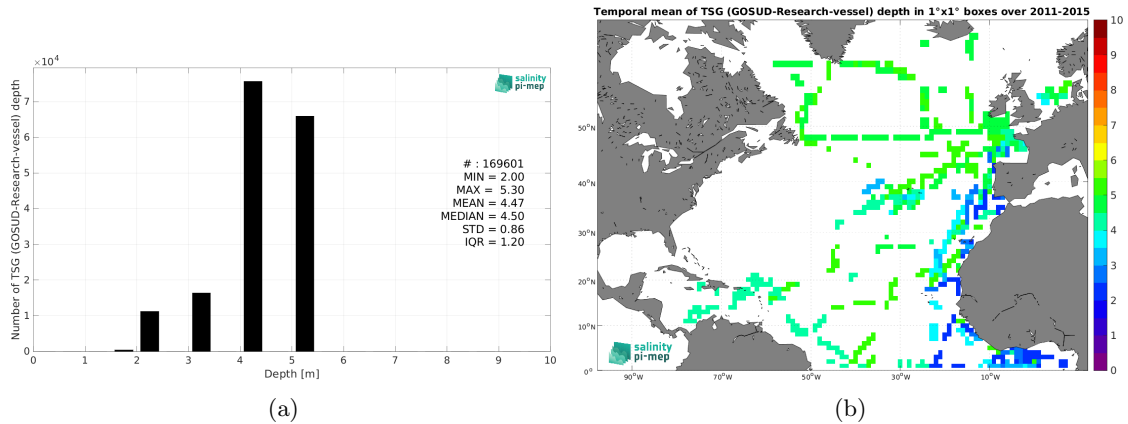 ×10⁴
Number of TSG (GOSUD-Research-vessel) depth
7
6
5
4
3
2
1
0
salinity
pi-mep
# : 169601
MIN = 2.00
MAX = 5.30
MEAN = 4.47
MEDIAN = 4.50
STD = 0.86
IQR = 1.20
0 1 2 3 4 5 6 7 8 9 10
Depth [m]
(a)
Temporal mean of TSG (GOSUD-Research-vessel) depth in 1°x1° boxes over 2011-2015
50°N
40°N
30°N
20°N
10°N
0°
90°W 70°W 50°W 30°W 10°W
salinity
pi-mep
10
9
8
7
6
5
4
3
2
1
0
(b)